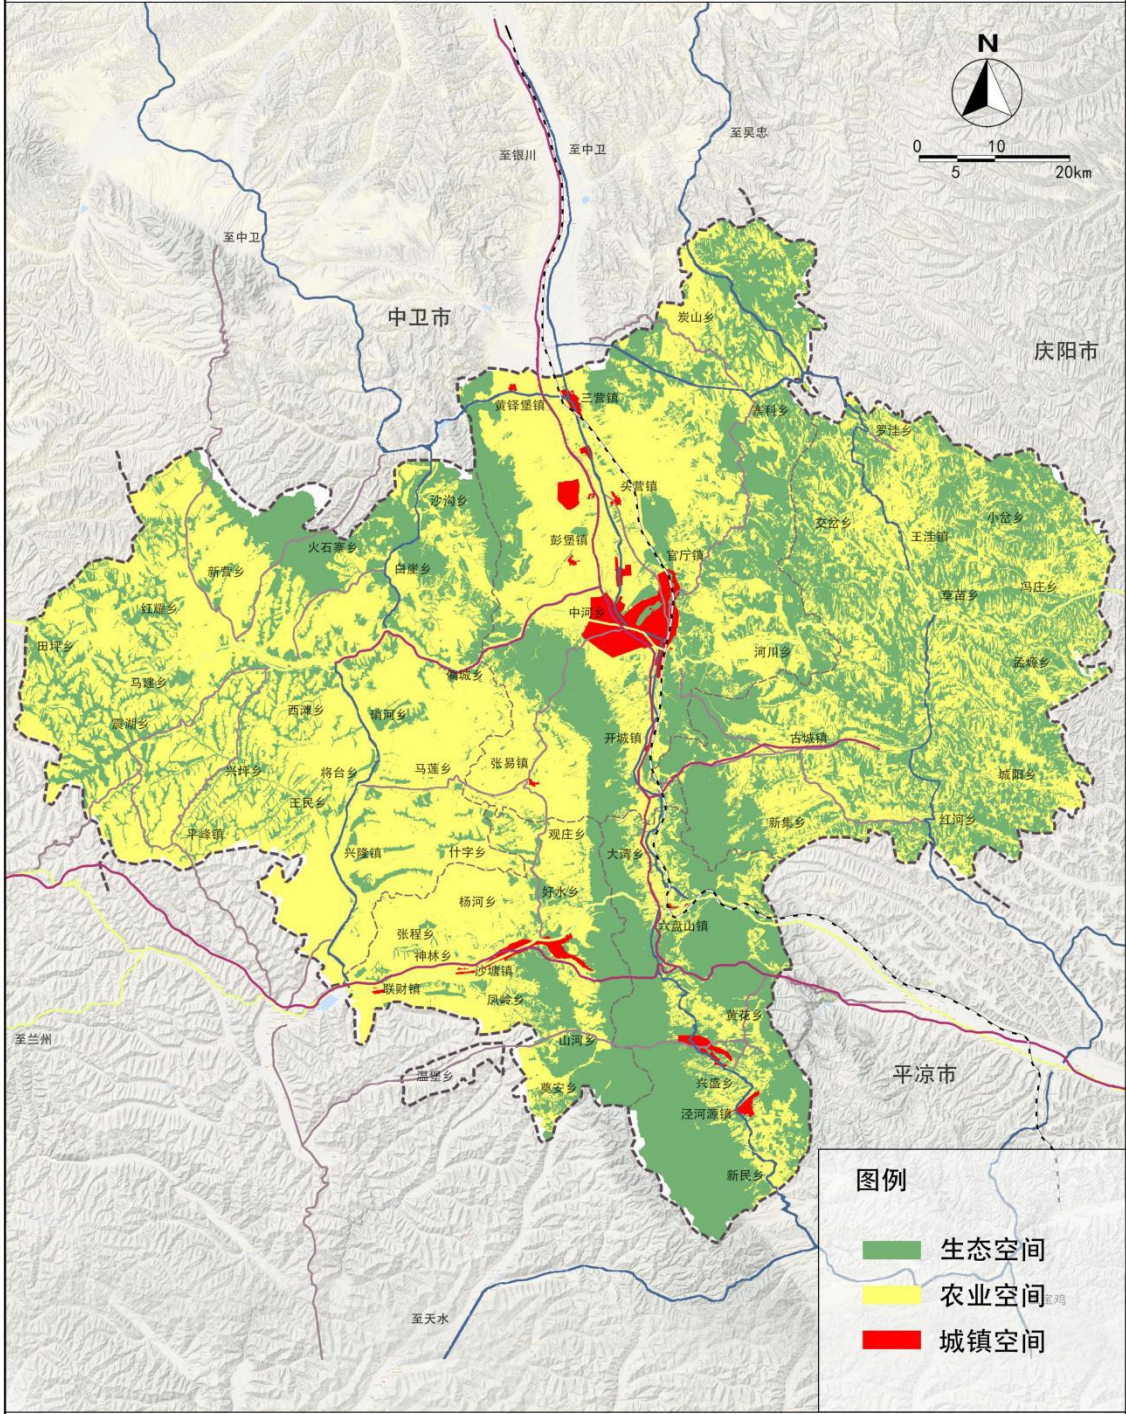 N
0 10
5 20km
至吴忠
至银川
至中卫
至中卫
中卫市
庆阳市
炭山乡
黄铎堡镇
三营镇
寨科乡
罗洼乡
沙沟乡
头营镇
交岔乡
小岔乡
王洼镇
彭堡镇
火石寨乡
官厅镇
新营乡
白崖乡
冯庄乡
草苗乡
红耀乡
中河乡
田坪乡
河川乡
孟塬乡
马建乡
偏城乡
西滩乡
硝河乡
震湖乡
开城镇
古城镇
张易镇
马莲乡
兴坪乡
将台乡
城阳乡
王民乡
红河乡
新集乡
平峰镇
观庄乡
兴隆镇
什字乡
大湾乡
好水乡
杨河乡
六盘山镇
张程乡
神林乡
沙塘镇
联财镇
凤岭乡
黄花乡
至兰州
山河乡
温堡乡
平凉市
奠安乡
兴盛乡
泾河源镇
新民乡
图例
生态空间
农业空间
宝鸡
至天水
城镇空间